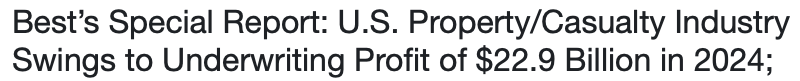 Best’s Special Report: U.S. Property/Casualty Industry
Swings to Underwriting Profit of $22.9 Billion in 2024;